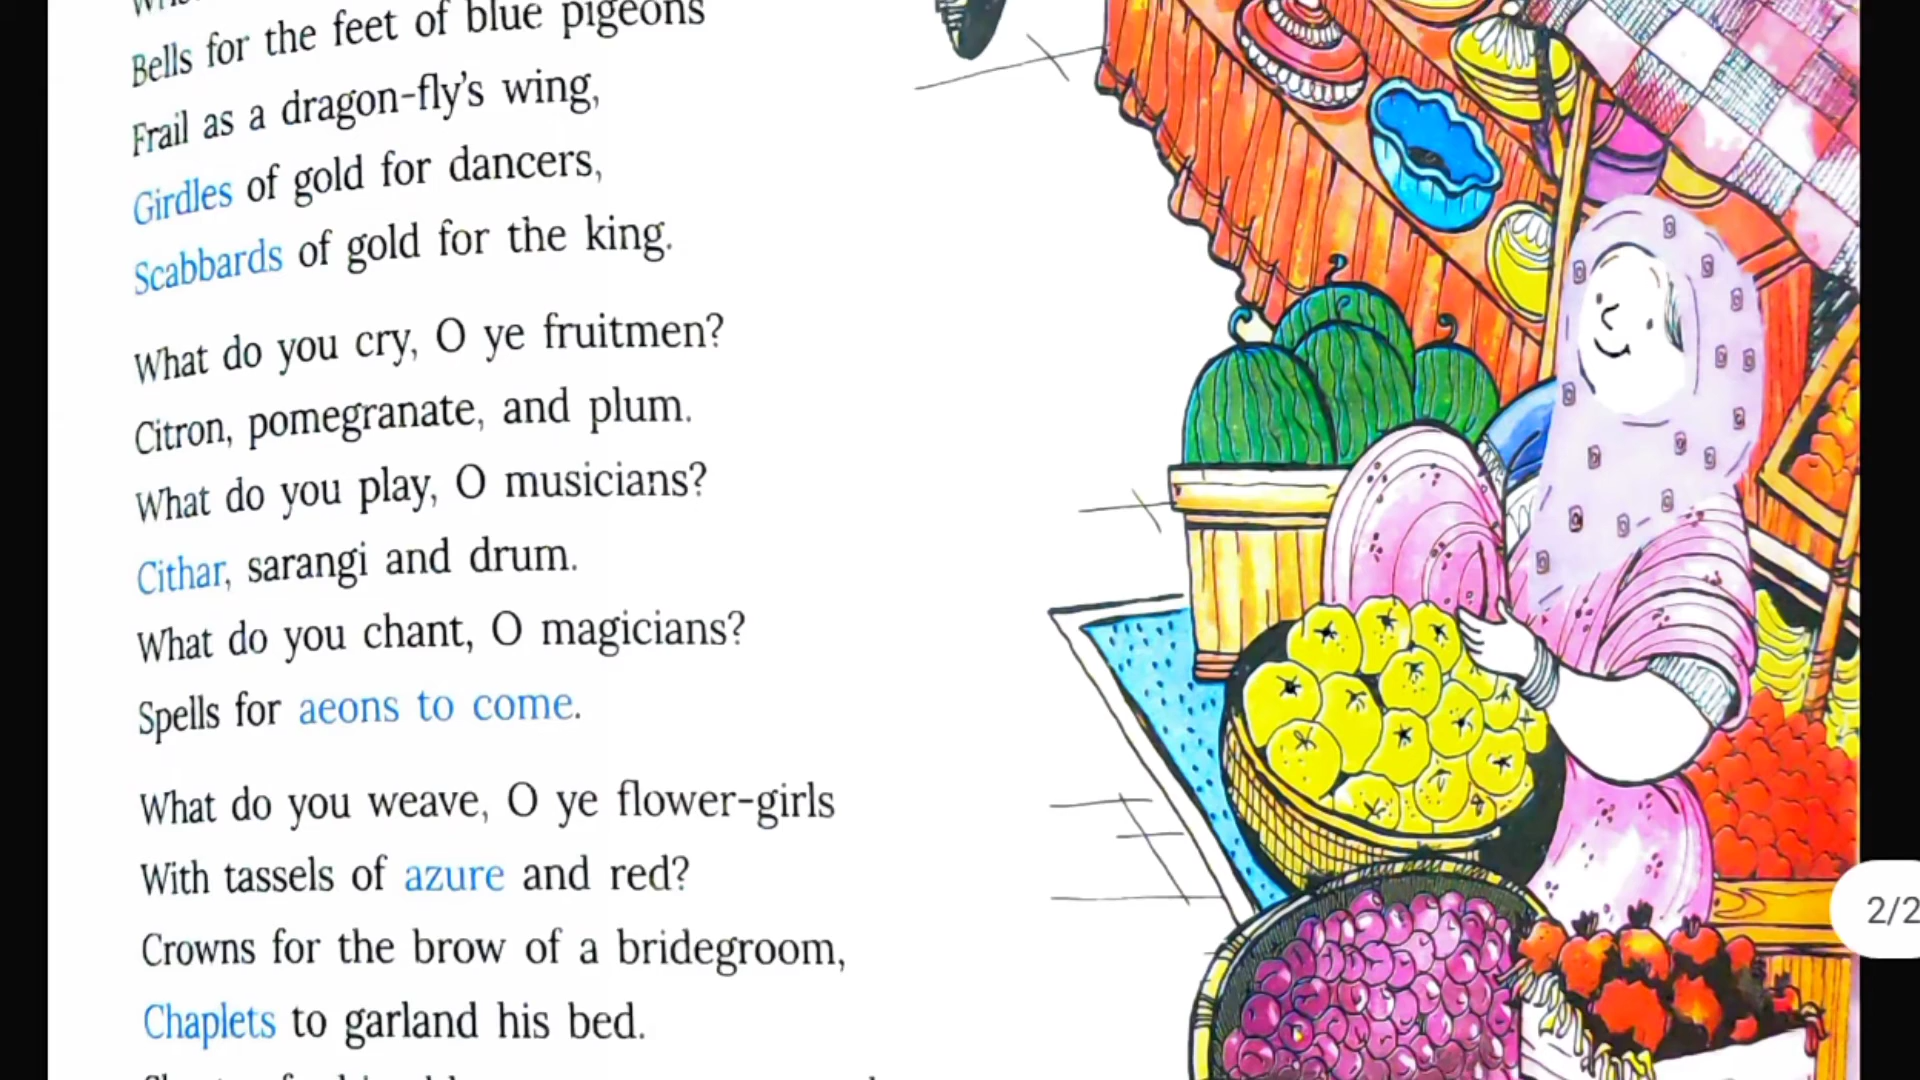 Bells for the feet of blue pigeons
Frail as a dragon-fly's wing,
Girdles of gold for dancers,
Scabbards of gold for the king.
What do you cry, O ye fruitmen?
Citron, pomegranate, and plum.
What do you play, O musicians?
Cithar, sarangi and drum.
What do you chant, O magicians?
Spells for aeons to come.
What do you weave, O ye flower-girls
With tassels of azure and red?
Crowns for the brow of a bridegroom,
Chaplets to garland his bed.
2/2